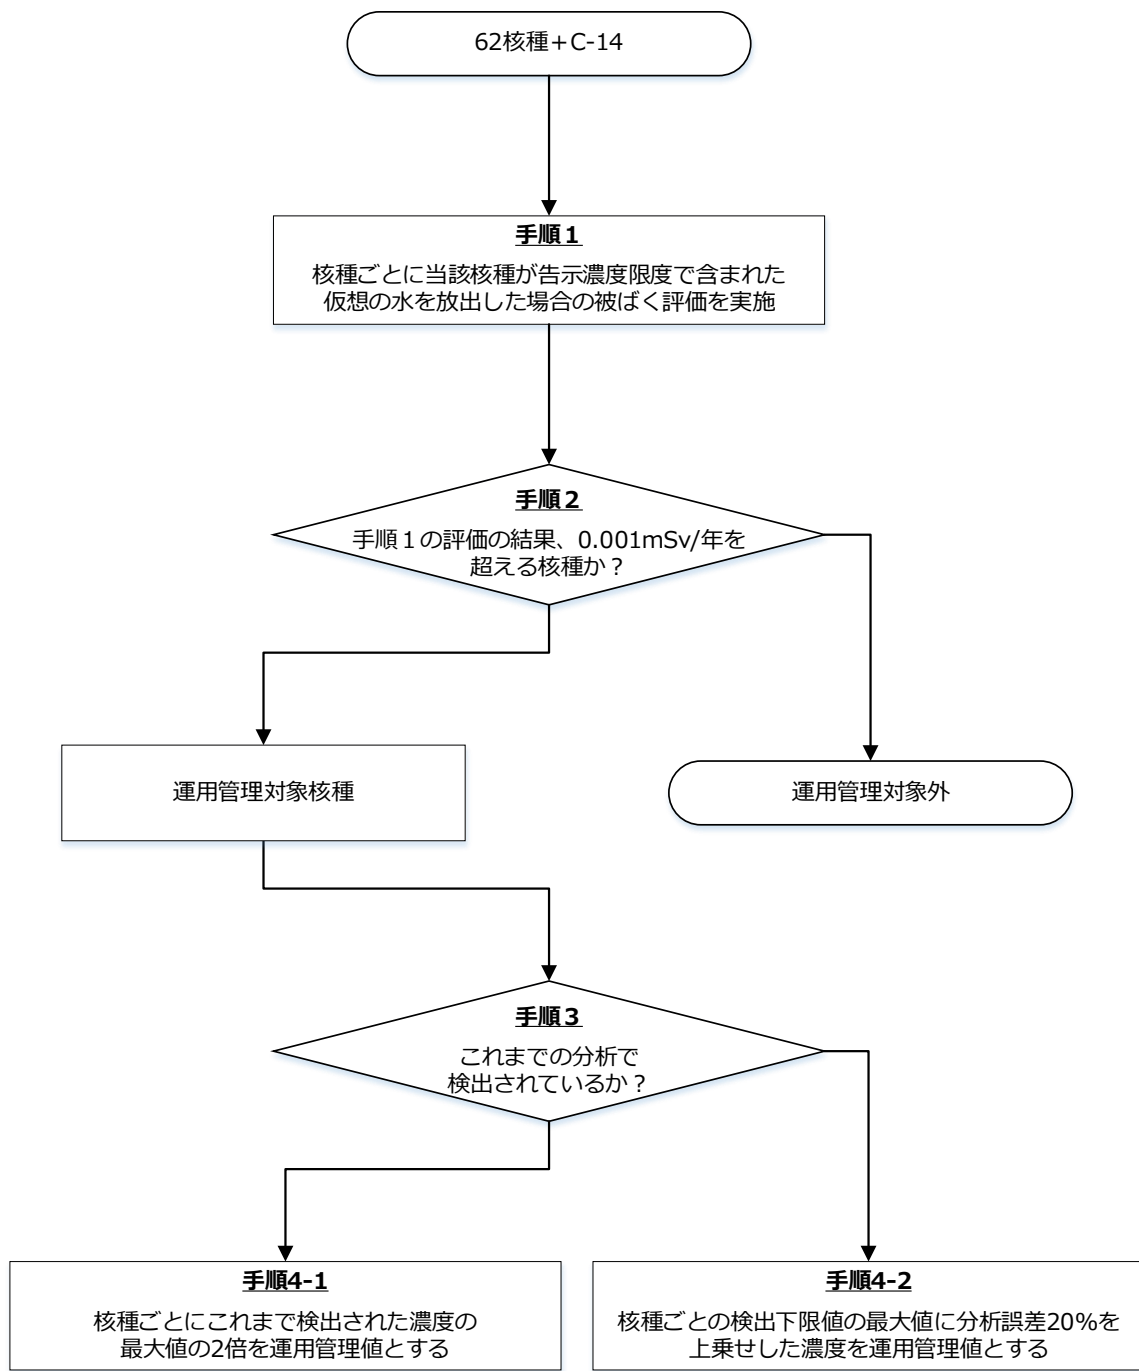 62核種＋C-14
手順１
核種ごとに当該核種が告示濃度限度で含まれた
仮想の水を放出した場合の被ばく評価を実施
手順２
手順１の評価の結果、0.001mSv/年を
超える核種か？
運用管理対象核種
運用管理対象外
手順３
これまでの分析で
検出されているか？
手順4-1
核種ごとにこれまで検出された濃度の
最大値の2倍を運用管理値とする
手順4-2
核種ごとの検出下限値の最大値に分析誤差20%を
上乗せした濃度を運用管理値とする